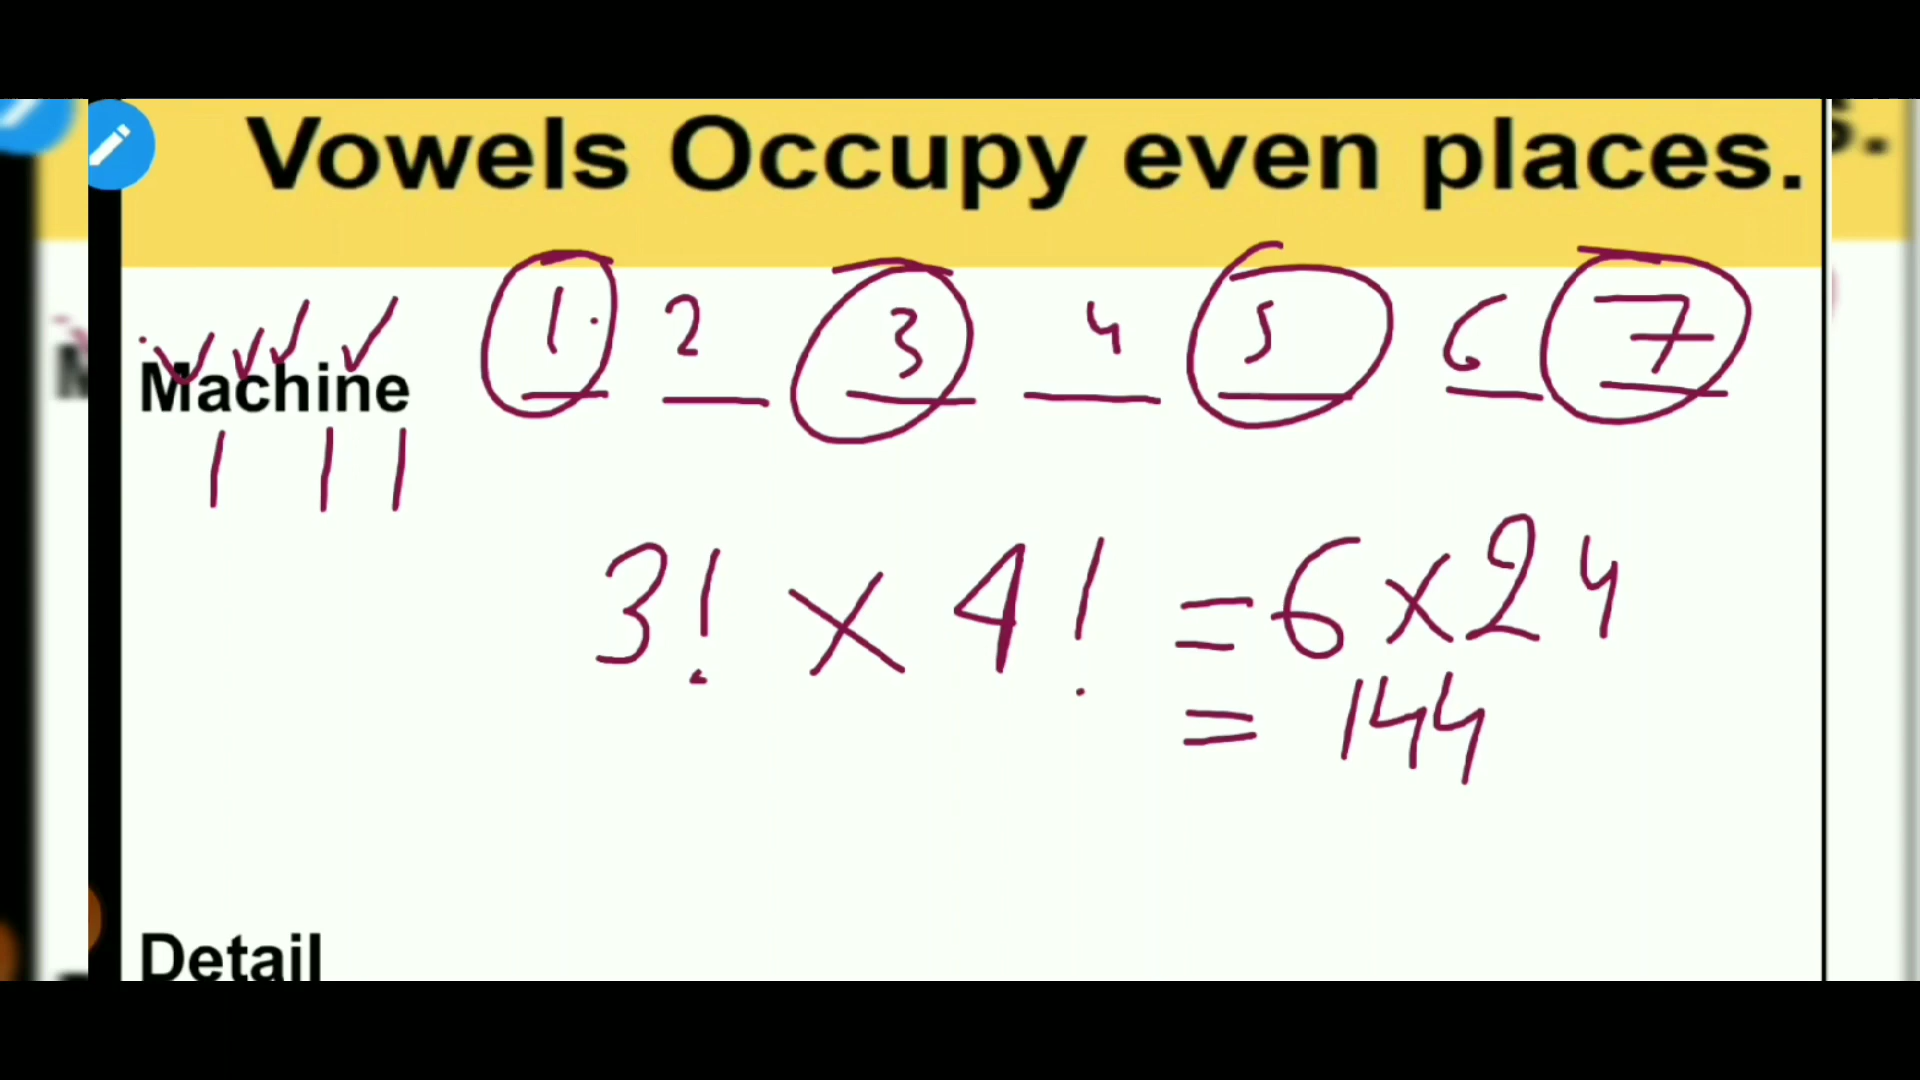 Vowels Occupy even places.
1 2 3 4 5 6 7
Machine
3! × 4! = 6 × 24
= 144
Detail